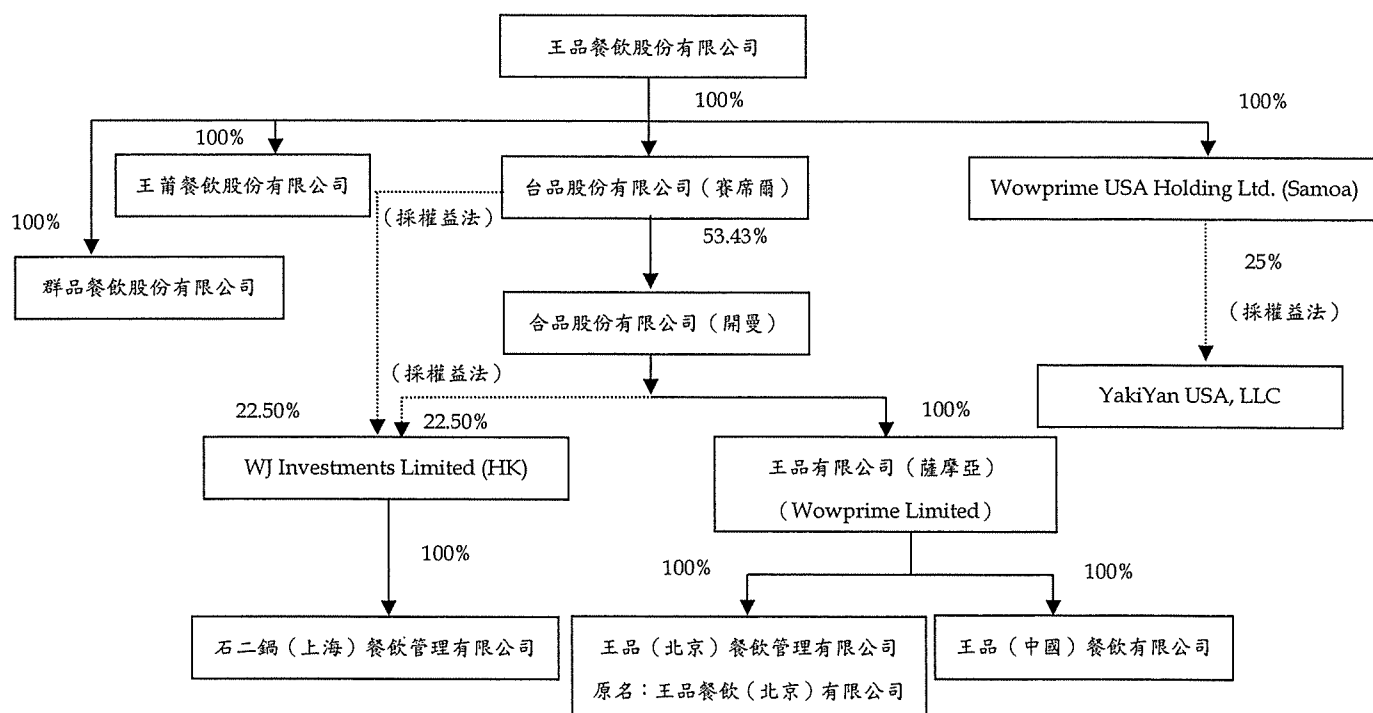 王品餐飲股份有限公司
100%
100%
100%
王莆餐飲股份有限公司
台品股份有限公司（賽席爾）
Wowprime USA Holding Ltd. (Samoa)
100%
（採權益法）
53.43%
25%
群品餐飲股份有限公司
（採權益法）
合品股份有限公司（開曼）
（採權益法）
YakiYan USA, LLC
22.50%
22.50%
100%
WJ Investments Limited (HK)
王品有限公司（薩摩亞）
（Wowprime Limited）
100%
100%
100%
石二鍋（上海）餐飲管理有限公司
王品（北京）餐飲管理有限公司
原名：王品餐飲（北京）有限公司
王品（中國）餐飲有限公司